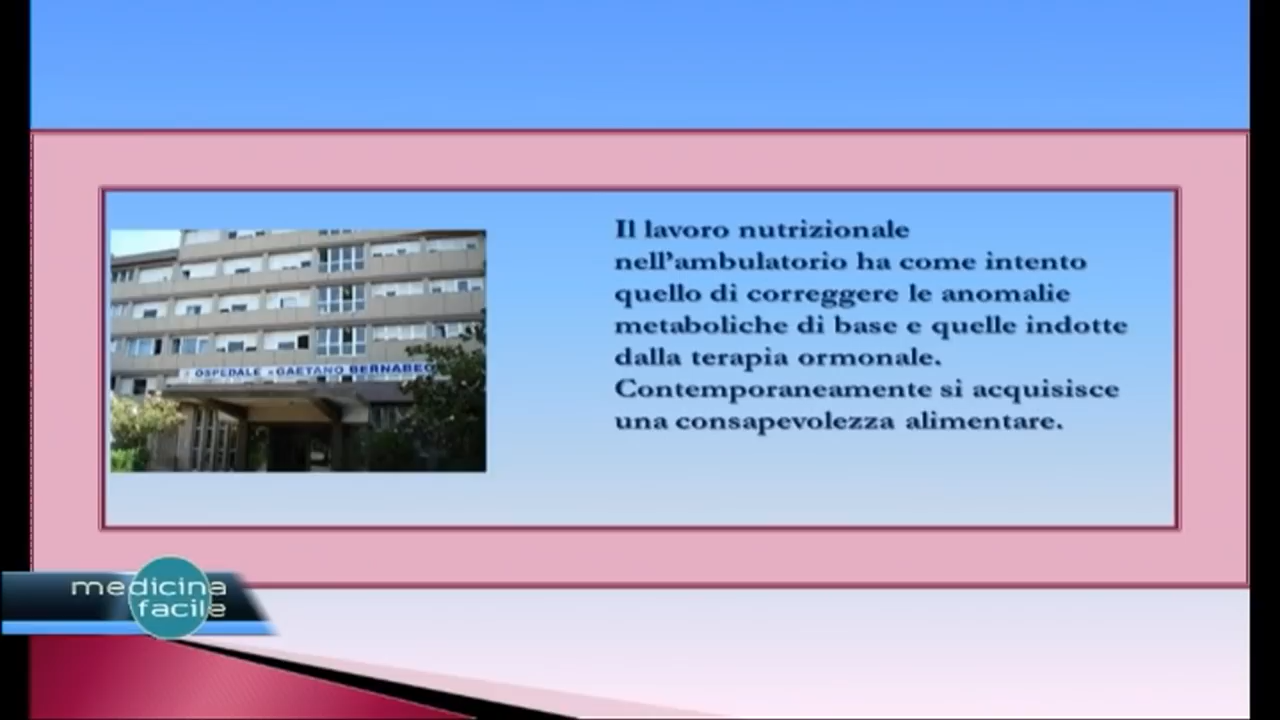 Il lavoro nutrizionale
nell'ambulatorio ha come intento
quello di correggere le anomalie
metaboliche di base e quelle indotte
dalla terapia ormonale.
Contemporaneamente si acquisisce
una consapevolezza alimentare.
OSPEDALE «GAETANO BERNABEO
medicina
facile